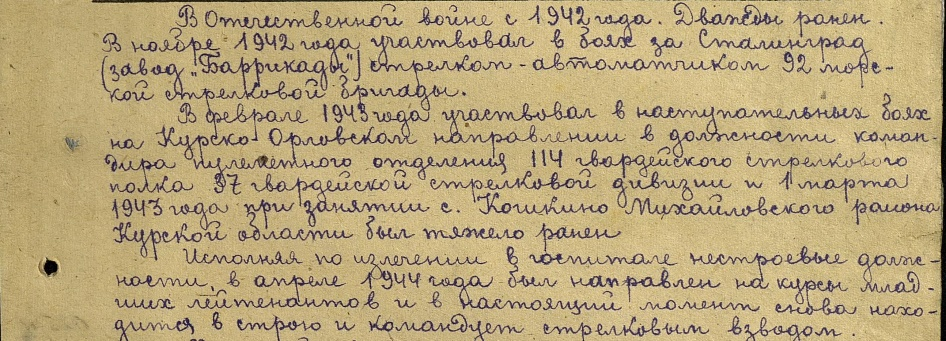 В Отечественной войне с 1942 года. Дважды ранен.
В ноябре 1942 года участвовал в боях за Сталинград
(завод „Баррикады") стрелком-автоматчиком 92 морс-
кой стрелковой бригады.
В феврале 1943 года участвовал в наступательных боях
на Курско-Орловском направлении в должности коман-
дира пулеметного отделения 114 гвардейского стрелкового
полка 37 гвардейской стрелковой дивизии и 1 марта
1943 года при занятии с. Кошкино Михайловского района
Курской области был тяжело ранен
Исполняя по излечении в госпитале нестроевые долж-
ности, в апреле 1944 года был направлен на курсы млад-
ших лейтенантов и в настоящий момент снова нахо-
дится в строю и командует стрелковым взводом.